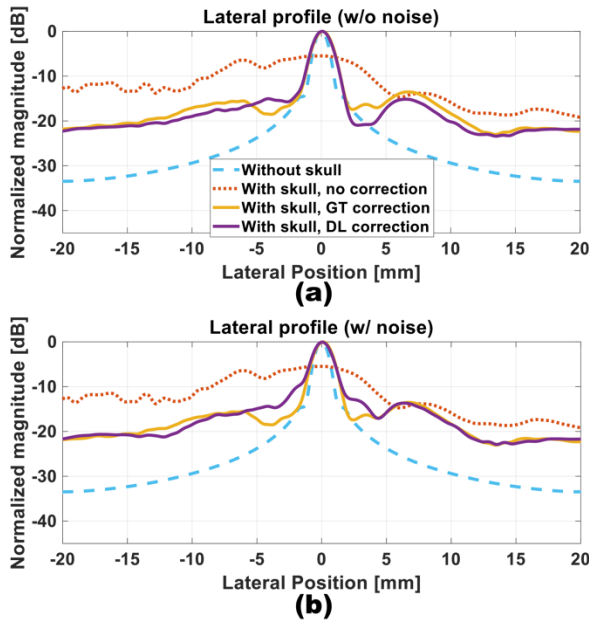 Lateral profile (w/o noise)
Normalized magnitude [dB]
0
-10
-20
-30
-40
Without skull
With skull, no correction
With skull, GT correction
With skull, DL correction
-20 -15 -10 -5 0 5 10 15 20
Lateral Position [mm]
(a)
Lateral profile (w/ noise)
Normalized magnitude [dB]
0
-10
-20
-30
-40
-20 -15 -10 -5 0 5 10 15 20
Lateral Position [mm]
(b)